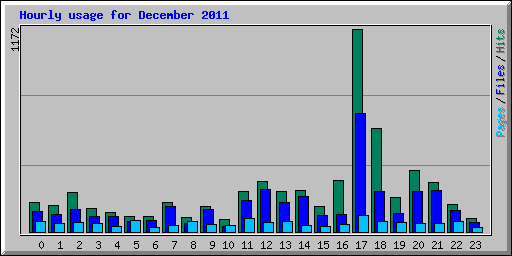 Hourly usage for December 2011
1172
Pages / Files / Hits
0 1 2 3 4 5 6 7 8 9 10 11 12 13 14 15 16 17 18 19 20 21 22 23